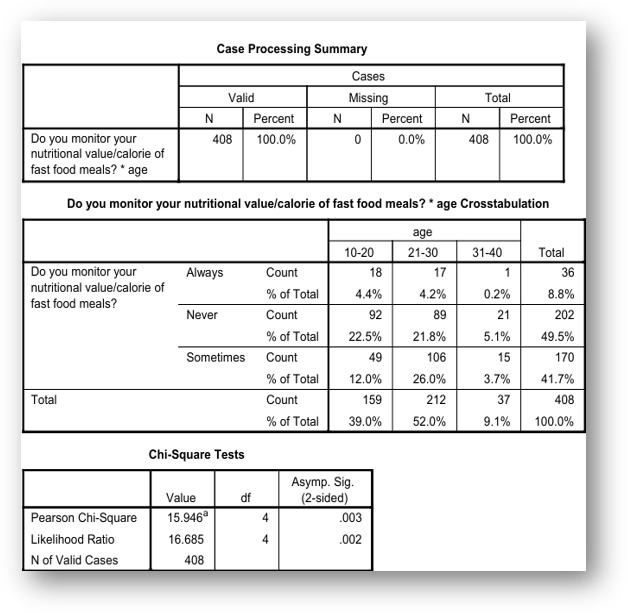 Case Processing Summary
Cases
Valid Missing Total
N Percent N Percent N Percent
Do you monitor your 408 100.0% 0 0.0% 408 100.0%
nutritional value/calorie of
fast food meals? * age
Do you monitor your nutritional value/calorie of fast food meals? * age Crosstabulation
age
10-20 21-30 31-40 Total
Do you monitor your Always Count 18 17 1 36
nutritional value/calorie of % of Total 4.4% 4.2% 0.2% 8.8%
fast food meals?
Never Count 92 89 21 202
% of Total 22.5% 21.8% 5.1% 49.5%
Sometimes Count 49 106 15 170
% of Total 12.0% 26.0% 3.7% 41.7%
Total Count 159 212 37 408
% of Total 39.0% 52.0% 9.1% 100.0%
Chi-Square Tests
Asymp. Sig.
Value df (2-sided)
Pearson Chi-Square 15.946a 4 .003
Likelihood Ratio 16.685 4 .002
N of Valid Cases 408